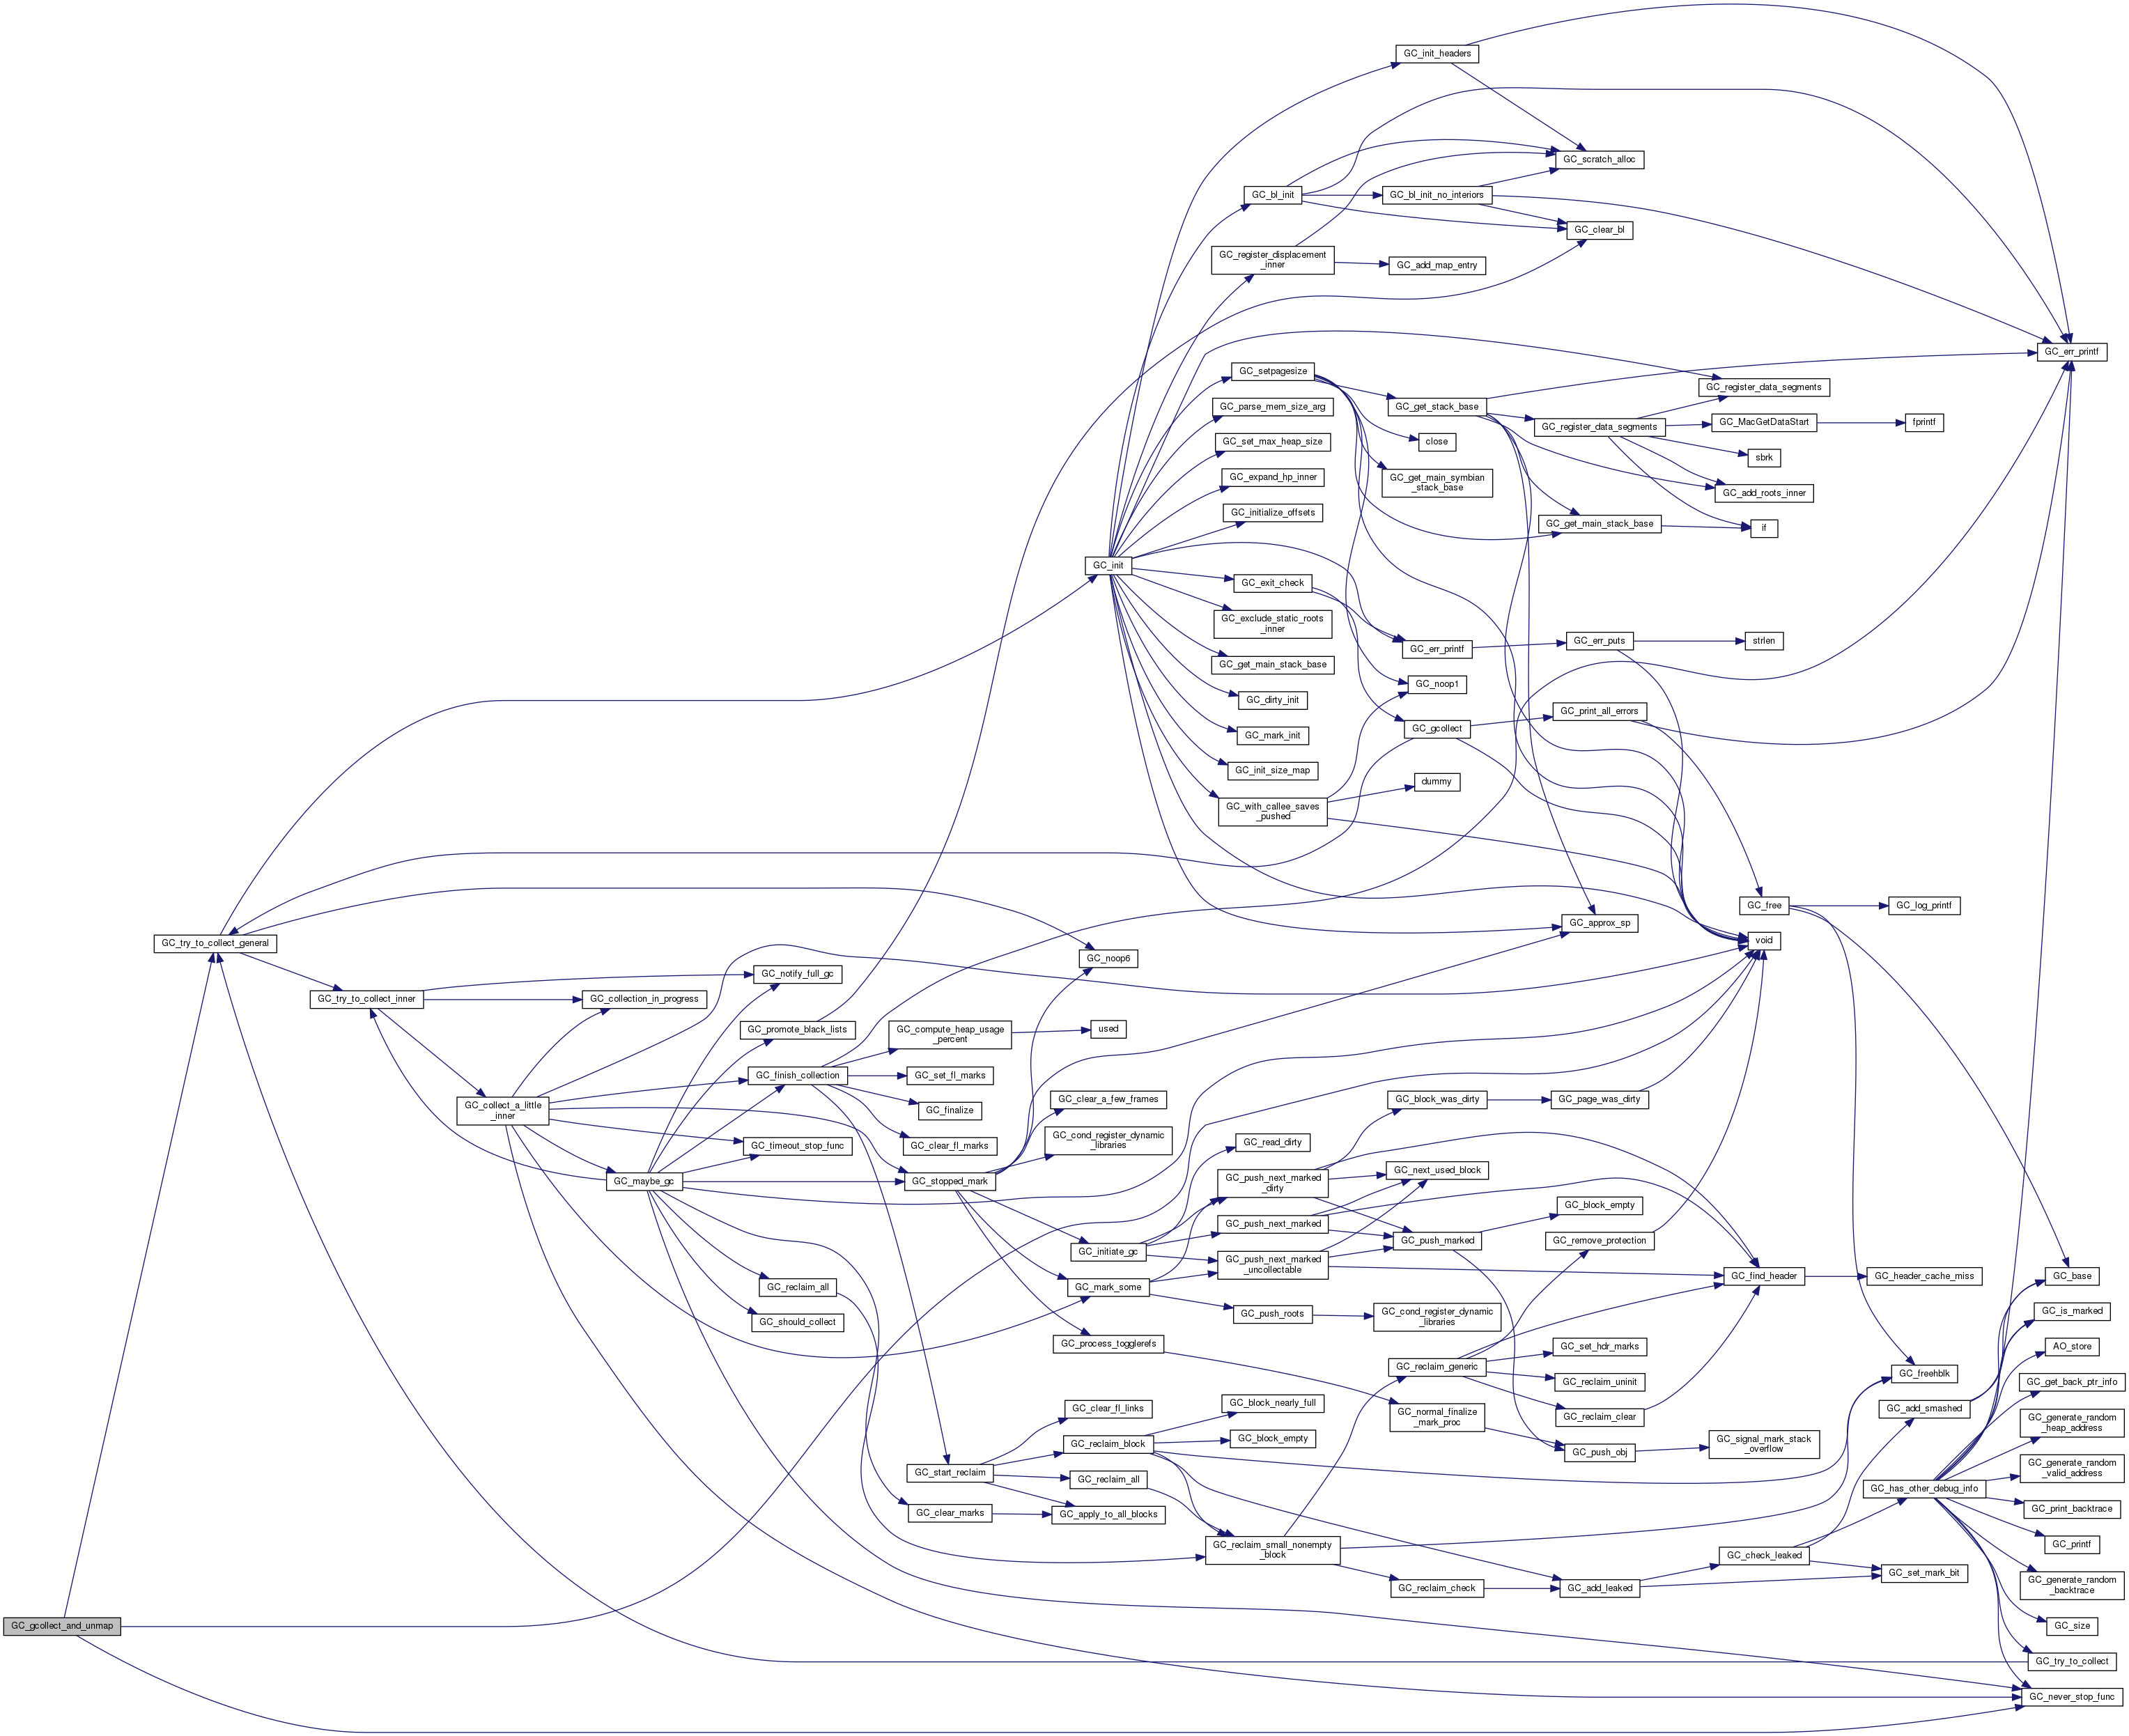 GC_init_headers
GC_scratch_alloc
GC_bl_init
GC_bl_init_no_interiors
GC_clear_bl
GC_register_displacement
_inner
GC_add_map_entry
GC_err_printf
GC_setpagesize
GC_register_data_segments
GC_parse_mem_size_arg
GC_get_stack_base
GC_MacGetDataStart
fprintf
GC_register_data_segments
GC_set_max_heap_size
close
sbrk
GC_expand_hp_inner
GC_get_main_symbian
_stack_base
GC_add_roots_inner
GC_initialize_offsets
GC_get_main_stack_base
if
GC_init
GC_exit_check
GC_exclude_static_roots
_inner
GC_err_printf
GC_err_puts
strlen
GC_get_main_stack_base
GC_noop1
GC_dirty_init
GC_print_all_errors
GC_mark_init
GC_gcollect
GC_init_size_map
dummy
GC_with_callee_saves
_pushed
GC_free
GC_log_printf
GC_approx_sp
void
GC_try_to_collect_general
GC_noop6
GC_notify_full_gc
GC_try_to_collect_inner
GC_collection_in_progress
GC_promote_black_lists
GC_compute_heap_usage
_percent
used
GC_finish_collection
GC_set_fl_marks
GC_collect_a_little
_inner
GC_finalize
GC_clear_a_few_frames
GC_block_was_dirty
GC_page_was_dirty
GC_timeout_stop_func
GC_clear_fl_marks
GC_cond_register_dynamic
_libraries
GC_read_dirty
GC_maybe_gc
GC_stopped_mark
GC_push_next_marked
_dirty
GC_next_used_block
GC_block_empty
GC_push_next_marked
GC_push_marked
GC_remove_protection
GC_initiate_gc
GC_push_next_marked
_uncollectable
GC_find_header
GC_header_cache_miss
GC_base
GC_reclaim_all
GC_mark_some
GC_push_roots
GC_cond_register_dynamic
_libraries
GC_is_marked
GC_should_collect
GC_process_togglerefs
GC_set_hdr_marks
AO_store
GC_reclaim_generic
GC_reclaim_uninit
GC_freehblk
GC_get_back_ptr_info
GC_clear_fl_links
GC_block_nearly_full
GC_normal_finalize
_mark_proc
GC_reclaim_clear
GC_add_smashed
GC_generate_random
_heap_address
GC_reclaim_block
GC_block_empty
GC_push_obj
GC_signal_mark_stack
_overflow
GC_start_reclaim
GC_reclaim_all
GC_generate_random
_valid_address
GC_has_other_debug_info
GC_clear_marks
GC_apply_to_all_blocks
GC_print_backtrace
GC_reclaim_small_nonempty
_block
GC_check_leaked
GC_printf
GC_reclaim_check
GC_add_leaked
GC_set_mark_bit
GC_generate_random
_backtrace
GC_gcollect_and_unmap
GC_size
GC_try_to_collect
GC_never_stop_func